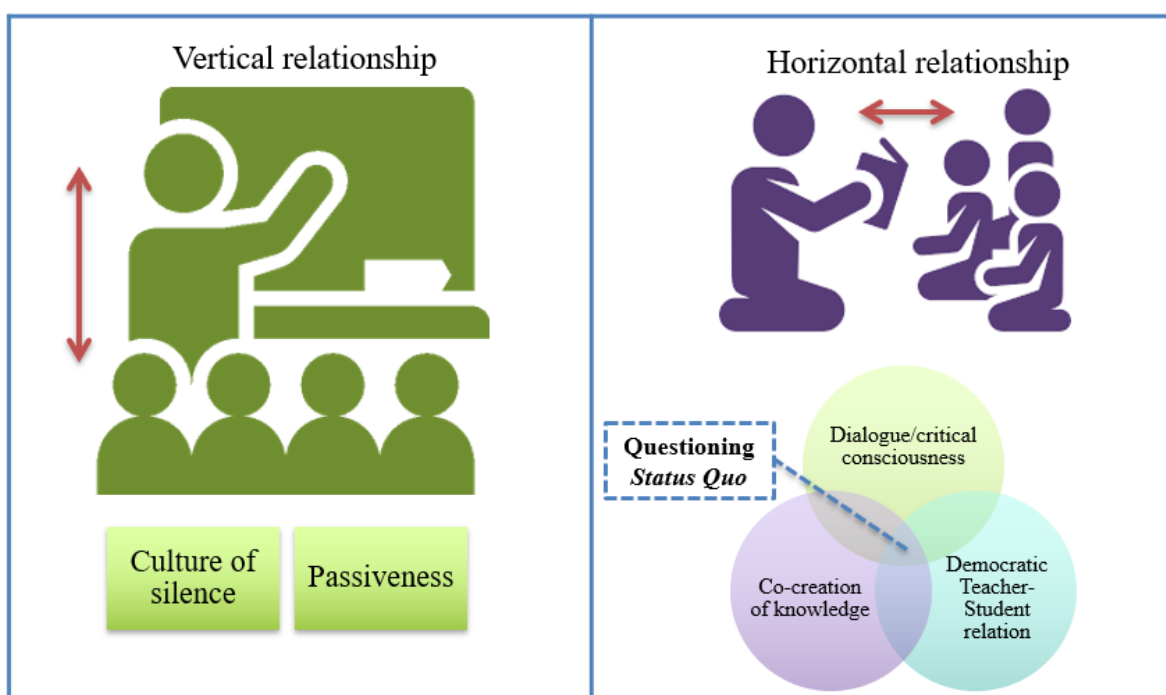 Vertical relationship
Culture of
silence
Passiveness
Horizontal relationship
Questioning
Status Quo
Dialogue/critical
consciousness
Co-creation
of knowledge
Democratic
Teacher-
Student
relation